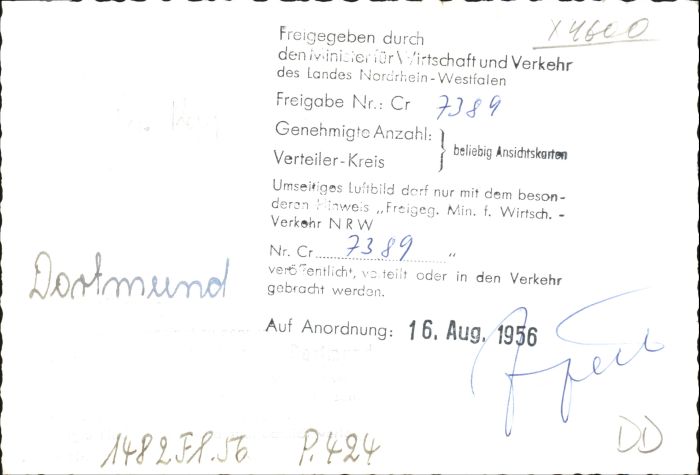 X4600
Freigegeben durch
den Minister für Wirtschaft und Verkehr
des Landes Nordrhein-Westfalen
Freigabe Nr.: Cr 7389
Genehmigte Anzahl:
Verteiler-Kreis
} beliebig Ansichtskarten
Umseitiges Luftbild darf nur mit dem beson-
deren Hinweis „Freigeg. Min. f. Wirtsch. -
Verkehr NRW
Nr. Cr 7389 "
veröffentlicht, verteilt oder in den Verkehr
gebracht werden.
Dortmund
Auf Anordnung: 16. Aug. 1956
1482 Fl. 56 P. 424
DD